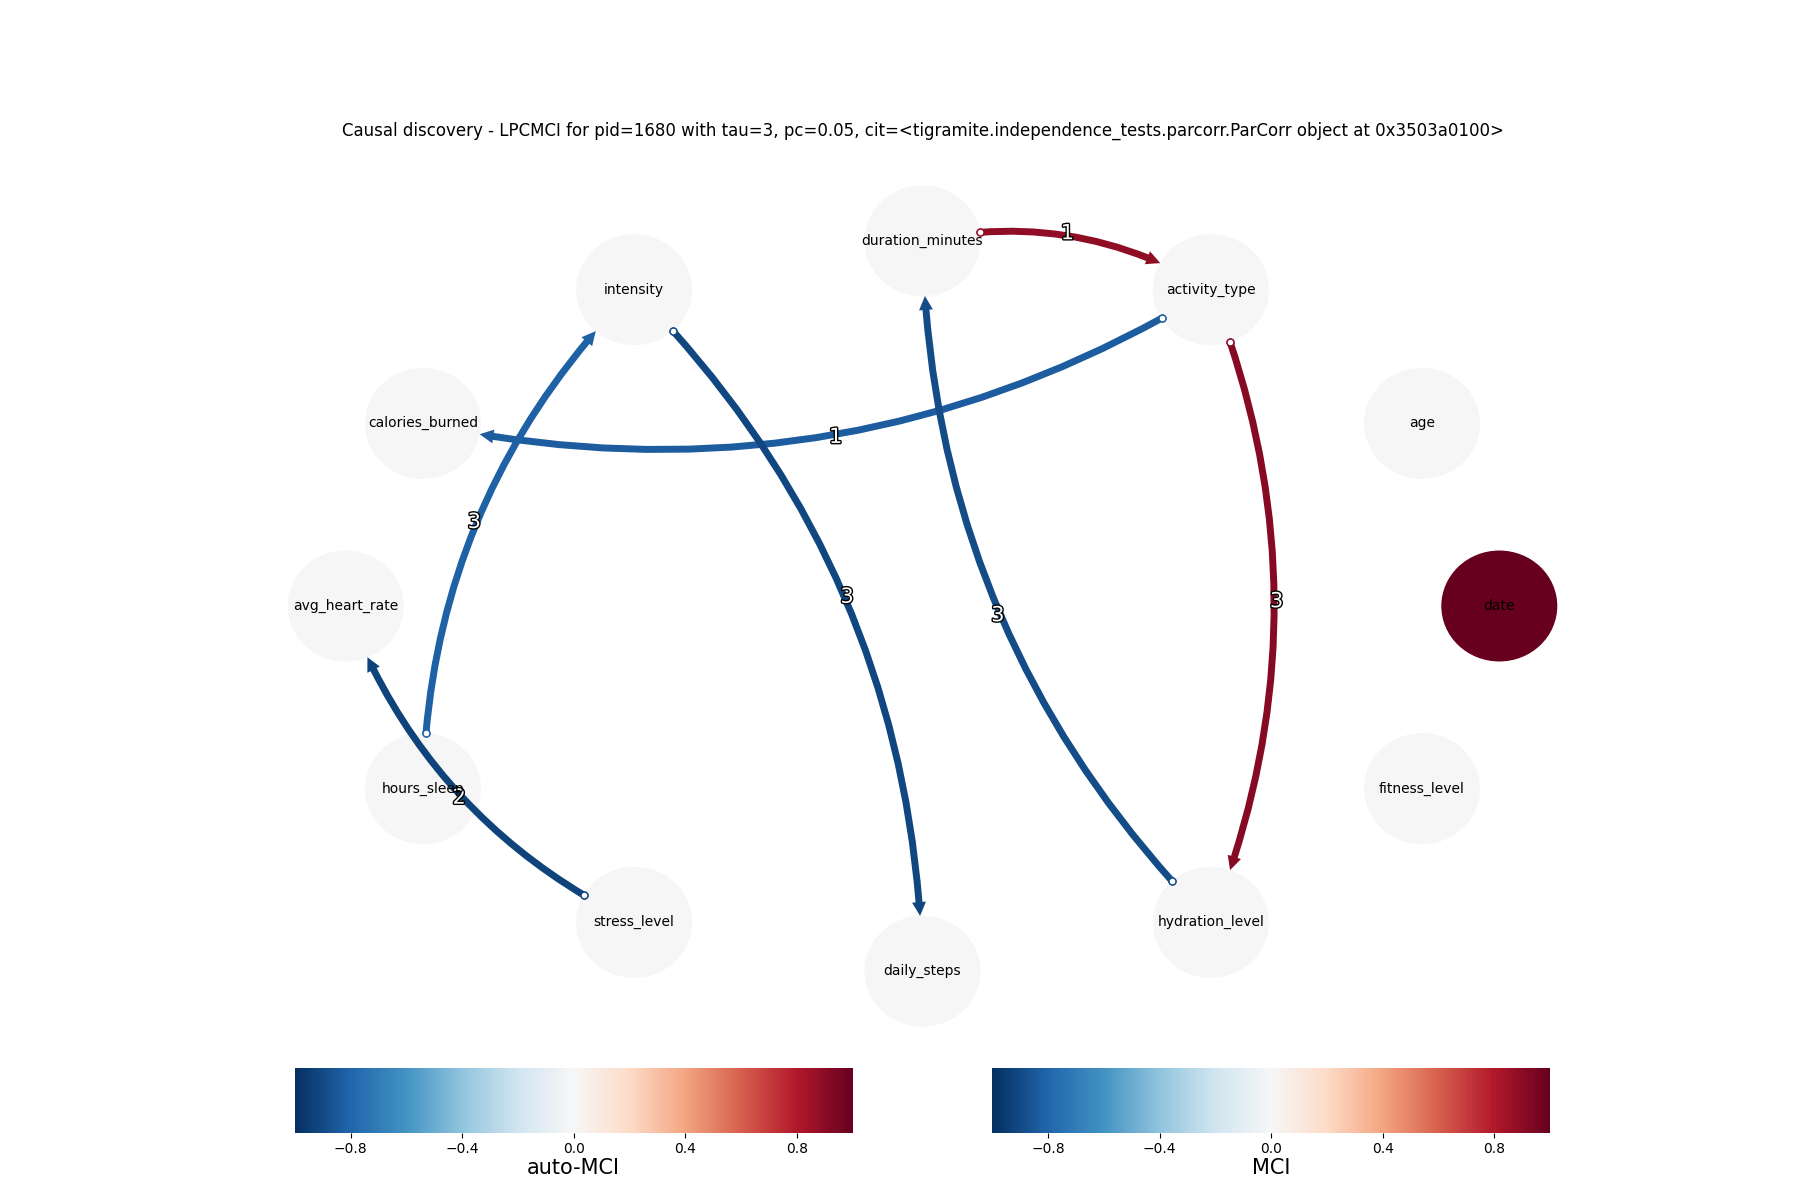 Causal discovery - LPCMCI for pid=1680 with tau=3, pc=0.05, cit=<tigramite.independence_tests.parcorr.ParCorr object at 0x3503a0100>
duration_minutes
1
intensity
activity_type
calories_burned
1
age
3
avg_heart_rate
3
3
3
date
hours_sleep
2
fitness_level
stress_level
hydration_level
daily_steps
−0.8 −0.4 0.0 0.4 0.8
auto-MCI
−0.8 −0.4 0.0 0.4 0.8
MCI